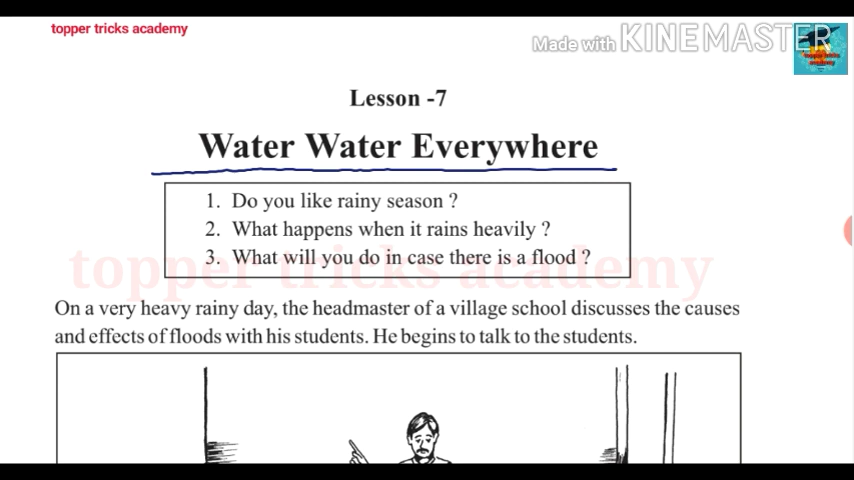 topper tricks academy
Made with KINEMASTER
topper tricks academy
Lesson -7
Water Water Everywhere
1. Do you like rainy season ?
2. What happens when it rains heavily ?
3. What will you do in case there is a flood ?
topper tricks academy
On a very heavy rainy day, the headmaster of a village school discusses the causes
and effects of floods with his students. He begins to talk to the students.